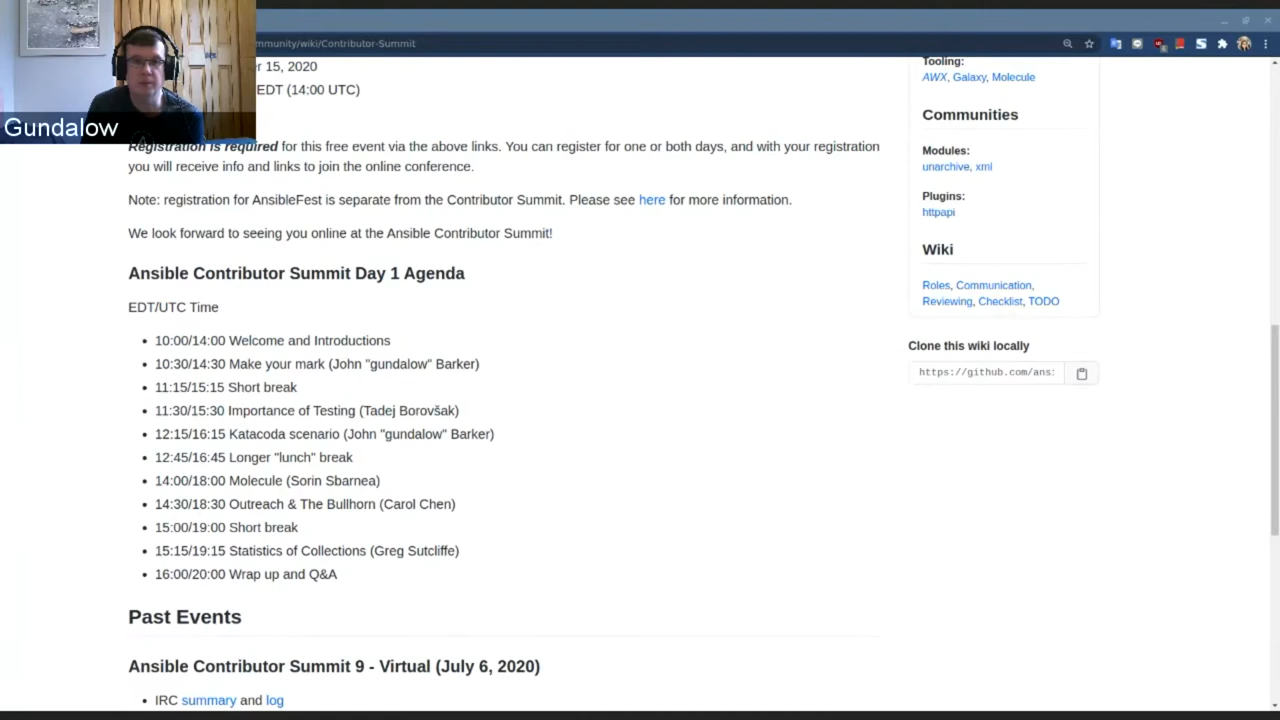 mmunity/wiki/Contributor-Summit
r 15, 2020
EDT (14:00 UTC)
Gundalow
Registration is required for this free event via the above links. You can register for one or both days, and with your registration
you will receive info and links to join the online conference.
Note: registration for AnsibleFest is separate from the Contributor Summit. Please see here for more information.
We look forward to seeing you online at the Ansible Contributor Summit!
Ansible Contributor Summit Day 1 Agenda
EDT/UTC Time
• 10:00/14:00 Welcome and Introductions
• 10:30/14:30 Make your mark (John "gundalow" Barker)
• 11:15/15:15 Short break
• 11:30/15:30 Importance of Testing (Tadej Borovšak)
• 12:15/16:15 Katacoda scenario (John "gundalow" Barker)
• 12:45/16:45 Longer "lunch" break
• 14:00/18:00 Molecule (Sorin Sbarnea)
• 14:30/18:30 Outreach & The Bullhorn (Carol Chen)
• 15:00/19:00 Short break
• 15:15/19:15 Statistics of Collections (Greg Sutcliffe)
• 16:00/20:00 Wrap up and Q&A
Past Events
Ansible Contributor Summit 9 - Virtual (July 6, 2020)
• IRC summary and log
Tooling:
AWX, Galaxy, Molecule
Communities
Modules:
unarchive, xml
Plugins:
httpapi
Wiki
Roles, Communication,
Reviewing, Checklist, TODO
Clone this wiki locally
https://github.com/ans